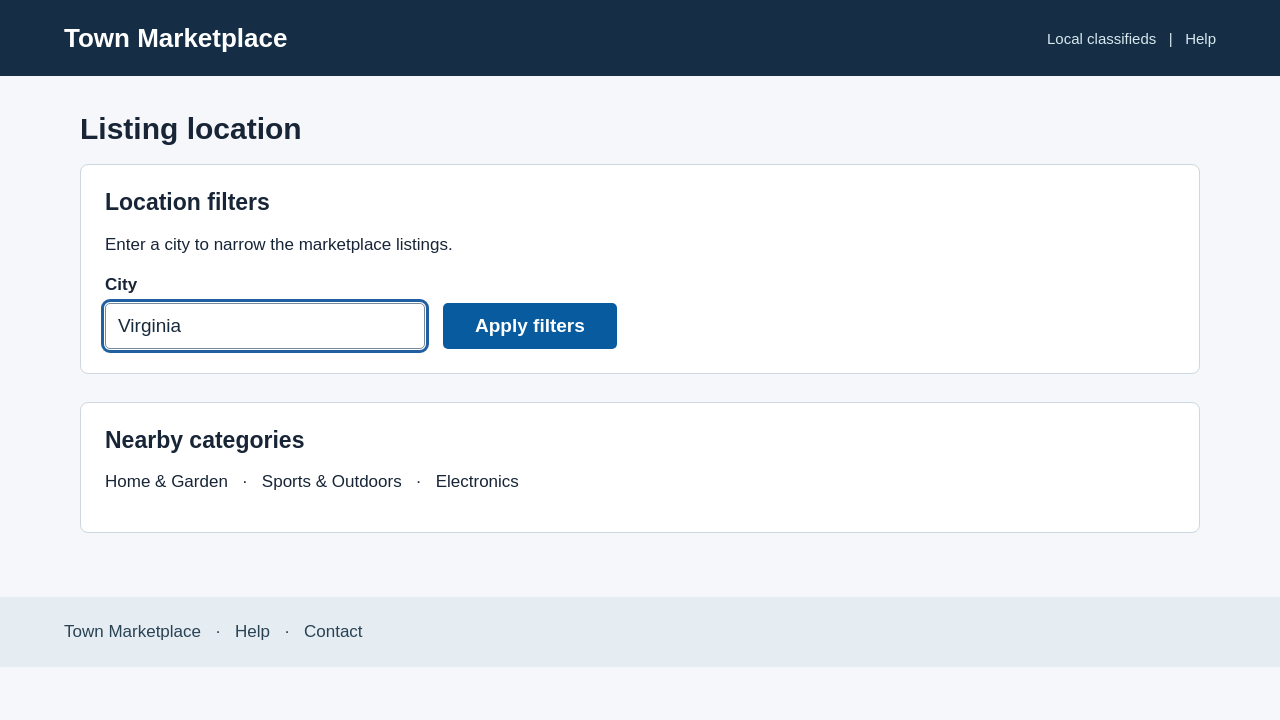 Town Marketplace
Local classifieds | Help
Listing location
Location filters
Enter a city to narrow the marketplace listings.
City
Virginia
Apply filters
Nearby categories
Home & Garden · Sports & Outdoors · Electronics
Town Marketplace · Help · Contact